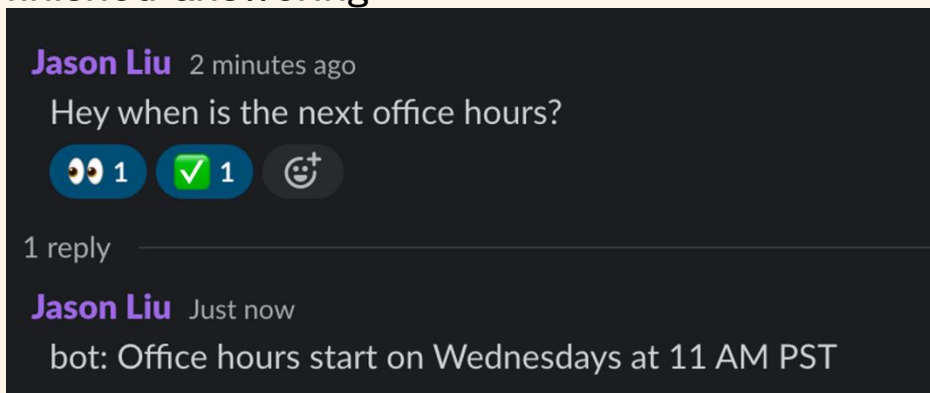 Jason Liu 2 minutes ago
Hey when is the next office hours?
👀 1 ✅ 1
1 reply
Jason Liu Just now
bot: Office hours start on Wednesdays at 11 AM PST